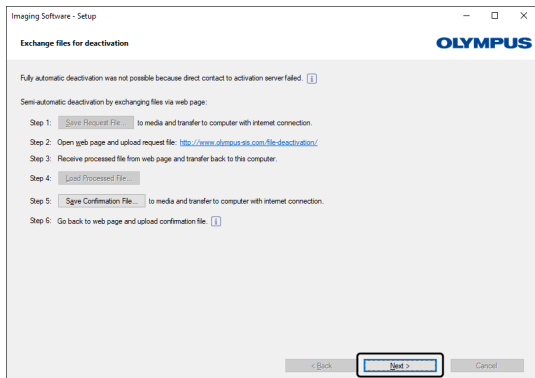 Imaging Software - Setup
Exchange files for deactivation
OLYMPUS
Fully automatic deactivation was not possible because direct contact to activation server failed. i
Semi-automatic deactivation by exchanging files via web page:
Step 1: Save Request File... to media and transfer to computer with internet connection.
Step 2: Open web page and upload request file: http://www.olympus-sis.com/file-deactivation/
Step 3: Receive processed file from web page and transfer back to this computer.
Step 4: Load Processed File...
Step 5: Save Confirmation File... to media and transfer to computer with internet connection.
Step 6: Go back to web page and upload confirmation file. i
< Back Next > Cancel